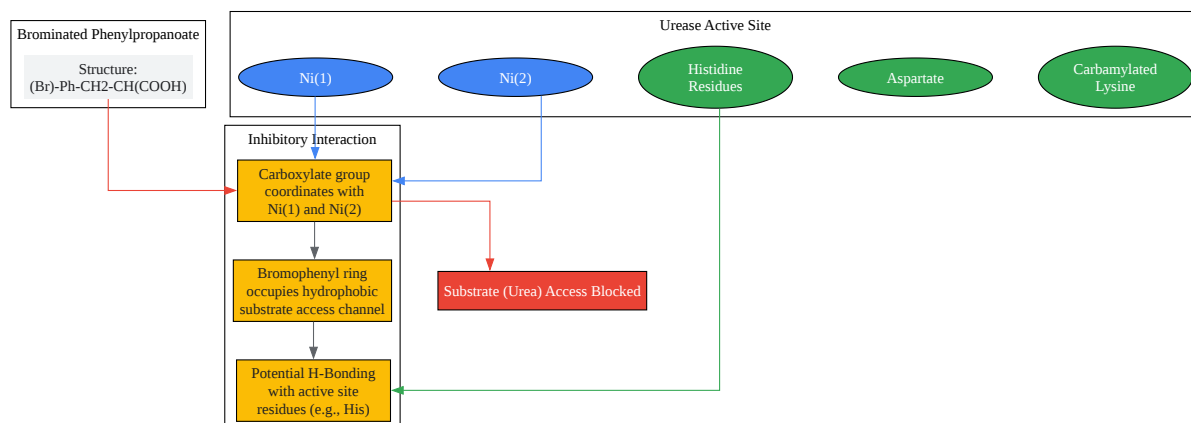 Urease Active Site
Brominated Phenylpropanoate
Structure:
(Br)-Ph-CH2-CH(COOH)
Ni(1)
Ni(2)
Histidine
Residues
Aspartate
Carbamylated
Lysine
Inhibitory Interaction
Carboxylate group
coordinates with
Ni(1) and Ni(2)
Bromophenyl ring
occupies hydrophobic
substrate access channel
Substrate (Urea) Access Blocked
Potential H-Bonding
with active site
residues (e.g., His)